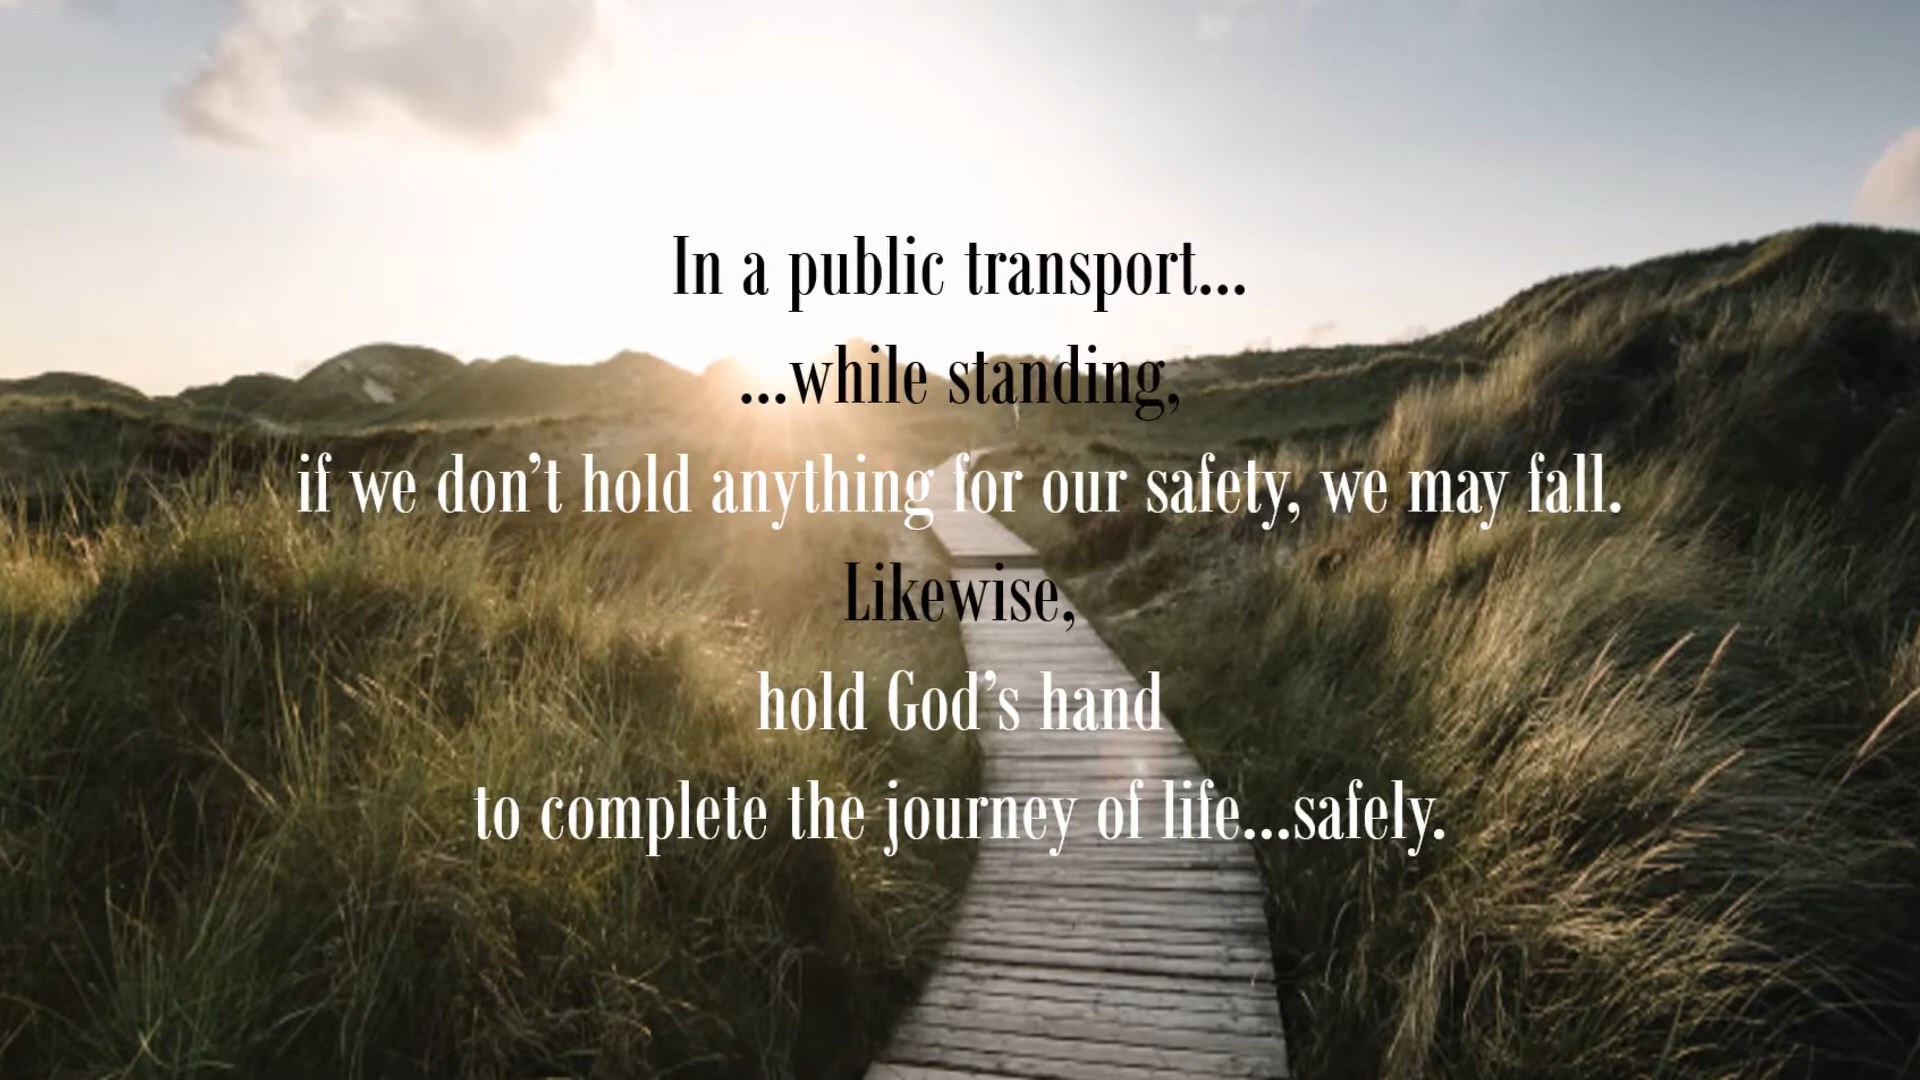 In a public transport...
...while standing,
if we don’t hold anything for our safety, we may fall.
Likewise,
hold God’s hand
to complete the journey of life...safely.